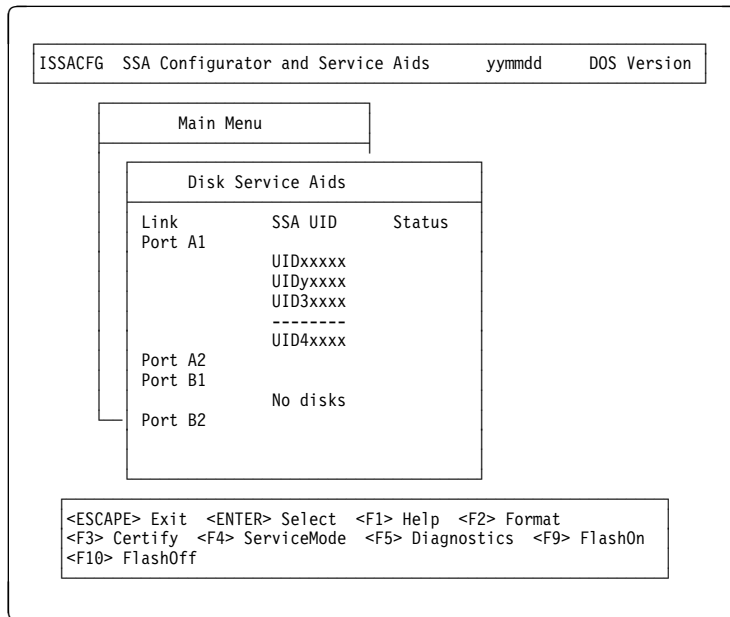 ISSACFG SSA Configurator and Service Aids yymmdd DOS Version
Main Menu
Disk Service Aids
Link SSA UID Status
Port A1
UIDxxxxx
UIDyxxxx
UID3xxxx
--------
UID4xxxx
Port A2
Port B1
No disks
Port B2
<ESCAPE> Exit <ENTER> Select <F1> Help <F2> Format
<F3> Certify <F4> ServiceMode <F5> Diagnostics <F9> FlashOn
<F10> FlashOff